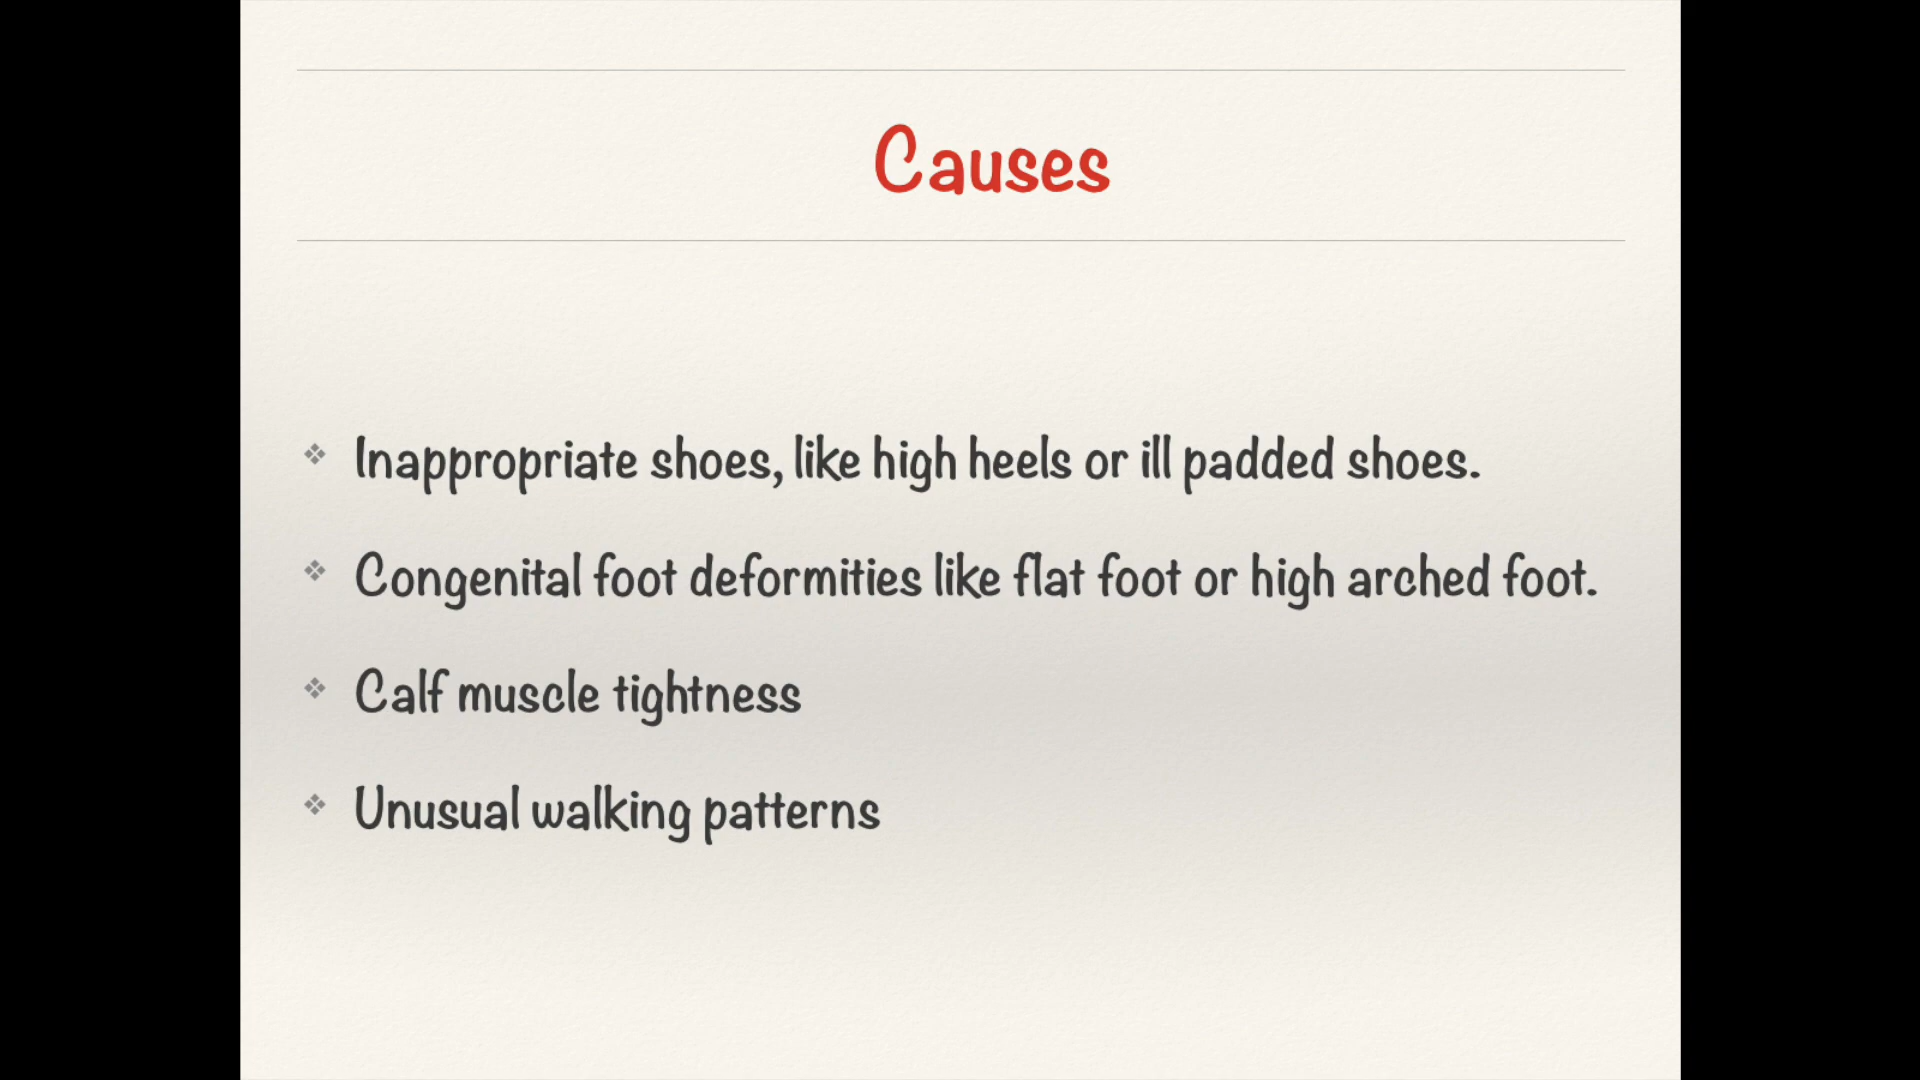 Causes
Inappropriate shoes, like high heels or ill padded shoes.
Congenital foot deformities like flat foot or high arched foot.
Calf muscle tightness
Unusual walking patterns